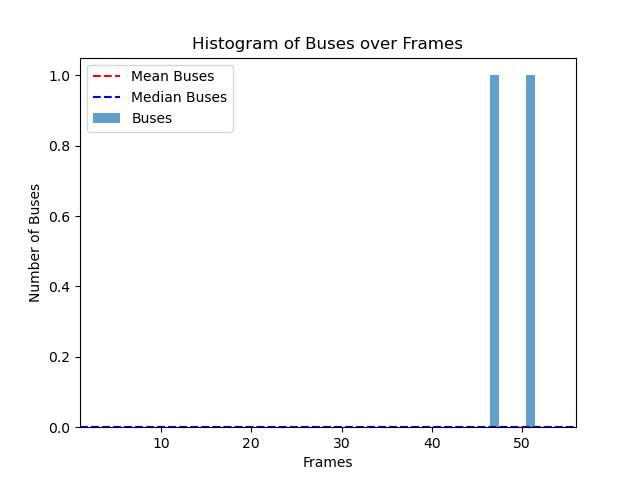 Histogram of Buses over Frames
Mean Buses
Median Buses
Buses
1.0
0.8
0.6
0.4
0.2
0.0
Number of Buses
10 20 30 40 50
Frames